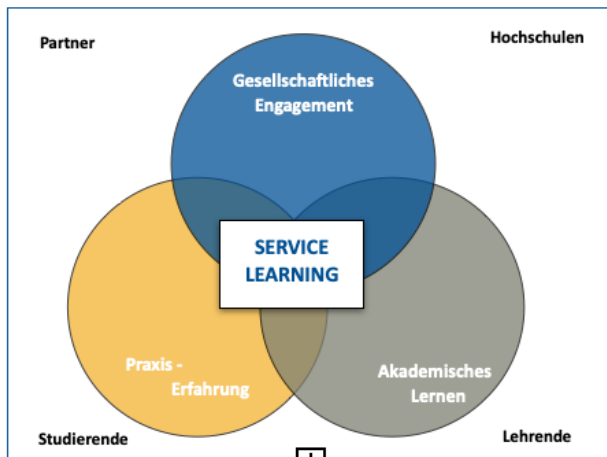 Partner
Hochschulen
Gesellschaftliches
Engagement
SERVICE
LEARNING
Praxis -
Erfahrung
Akademisches
Lernen
Studierende
Lehrende